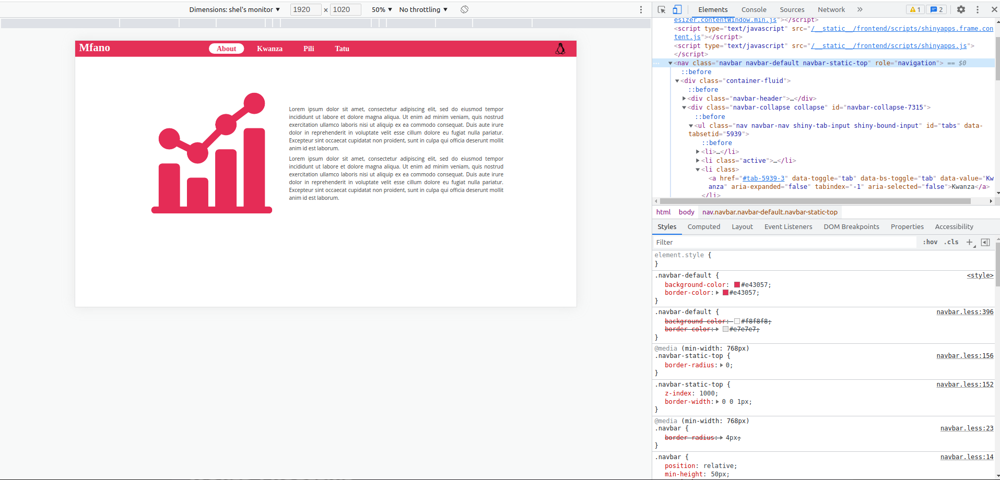 Dimensions: shel's monitor ▼ 1920 × 1020 50% ▼ No throttling ▼
Mfano About Kwanza Pili Tatu
Lorem ipsum dolor sit amet, consectetur adipiscing elit, sed do eiusmod tempor
incididunt ut labore et dolore magna aliqua. Ut enim ad minim veniam, quis nostrud
exercitation ullamco laboris nisi ut aliquip ex ea commodo consequat. Duis aute irure
dolor in reprehenderit in voluptate velit esse cillum dolore eu fugiat nulla pariatur.
Excepteur sint occaecat cupidatat non proident, sunt in culpa qui officia deserunt mollit
anim id est laborum.
Lorem ipsum dolor sit amet, consectetur adipiscing elit, sed do eiusmod tempor
incididunt ut labore et dolore magna aliqua. Ut enim ad minim veniam, quis nostrud
exercitation ullamco laboris nisi ut aliquip ex ea commodo consequat. Duis aute irure
dolor in reprehenderit in voluptate velit esse cillum dolore eu fugiat nulla pariatur.
Excepteur sint occaecat cupidatat non proident, sunt in culpa qui officia deserunt mollit
anim id est laborum.
Elements Console Sources Network » 1 2
esizer.contentWindow.min.js"></script>
<script type="text/javascript" src="/__static__/frontend/scripts/shinyapps.frame.con
tent.js"></script>
<script type="text/javascript" src="/__static__/frontend/scripts/shinyapps.js">
</script>
… ▼<nav class="navbar navbar-default navbar-static-top" role="navigation"> == $0
::before
▼<div class="container-fluid">
::before
▶<div class="navbar-header">…</div>
▼<div class="navbar-collapse collapse" id="navbar-collapse-7315">
::before
▼<ul class="nav navbar-nav shiny-tab-input shiny-bound-input" id="tabs" data-
tabsetid="5939">
::before
▶<li>…</li>
▶<li class="active">…</li>
▼<li class>
<a href="#tab-5939-3" data-toggle="tab" data-bs-toggle="tab" data-value="Kw
anza" aria-expanded="false" tabindex="-1" aria-selected="false">Kwanza</a>
</li>
html body nav.navbar.navbar-default.navbar-static-top
Styles Computed Layout Event Listeners DOM Breakpoints Properties Accessibility
Filter :hov .cls +
element.style {
}
.navbar-default { <style>
background-color: #e43057;
border-color: ▶ #e43057;
}
.navbar-default { navbar.less:396
background-color: #f8f8f8;
border-color: ▶ #e7e7e7;
}
@media (min-width: 768px)
.navbar-static-top { navbar.less:156
border-radius: ▶ 0;
}
.navbar-static-top { navbar.less:152
z-index: 1000;
border-width: ▶ 0 0 1px;
}
@media (min-width: 768px)
.navbar { navbar.less:23
border-radius: ▶ 4px;
}
.navbar { navbar.less:14
position: relative;
min-height: 50px;